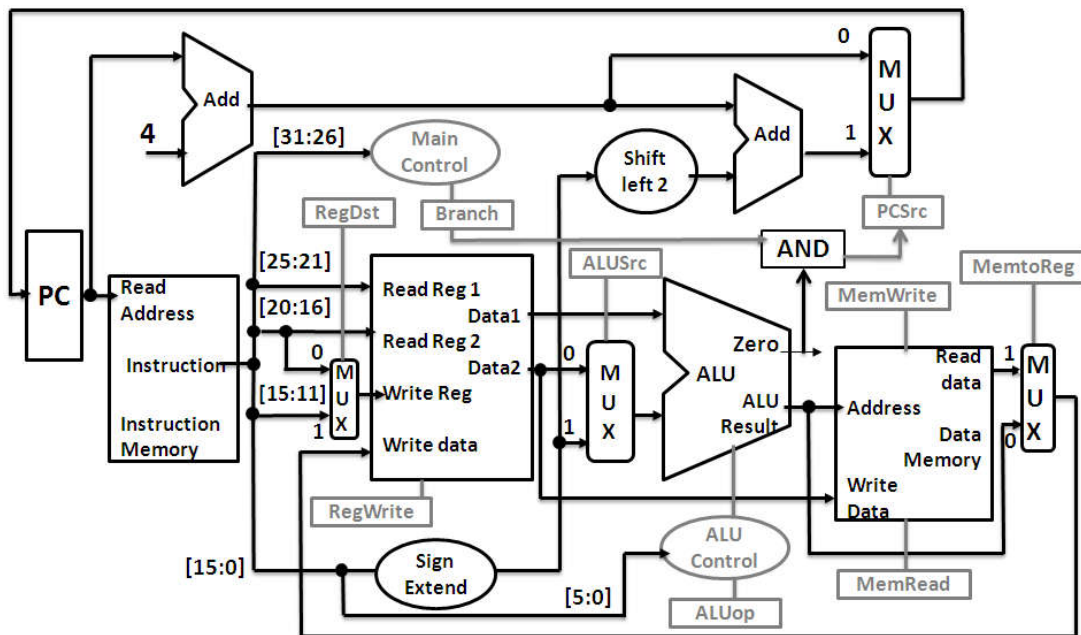 0
M
U
X
1
Add
4
Add
[31:26]
Main
Control
Shift
left 2
RegDst
Branch
PCSrc
AND
[25:21]
ALUSrc
MemtoReg
PC
Read
Address
Read Reg 1
Data1
MemWrite
[20:16]
Read Reg 2
Zero
Read
data
1
Instruction
0
M
U
X
1
Data2
0
M
U
X
1
ALU
M
U
X
0
[15:11]
Write Reg
ALU
Result
Address
Instruction
Memory
Write data
Data
Memory
RegWrite
Write
Data
[15:0]
Sign
Extend
ALU
Control
[5:0]
MemRead
ALUop